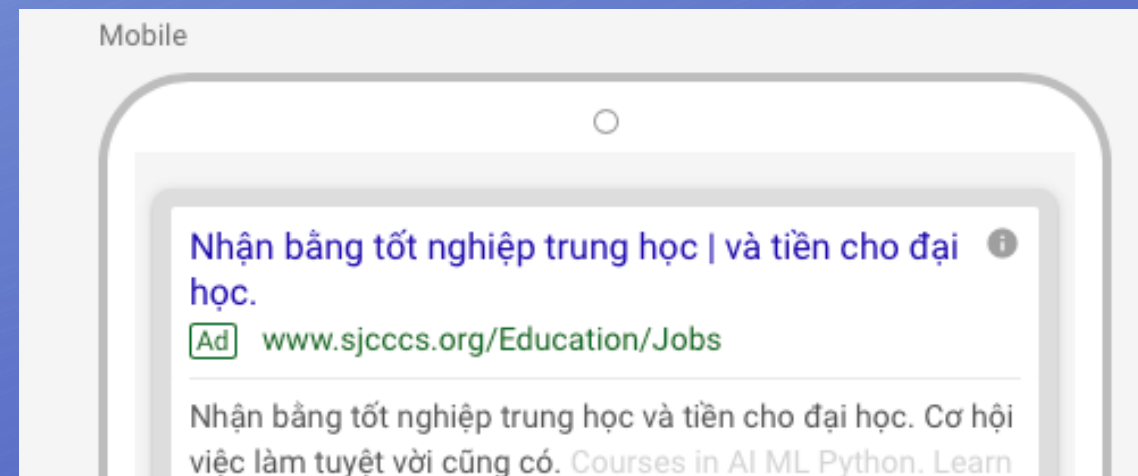 Mobile
Nhận bằng tốt nghiệp trung học | và tiền cho đại
học.
Ad www.sjcccs.org/Education/Jobs
Nhận bằng tốt nghiệp trung học và tiền cho đại học. Cơ hội
việc làm tuyệt vời cũng có. Courses in AI ML Python. Learn